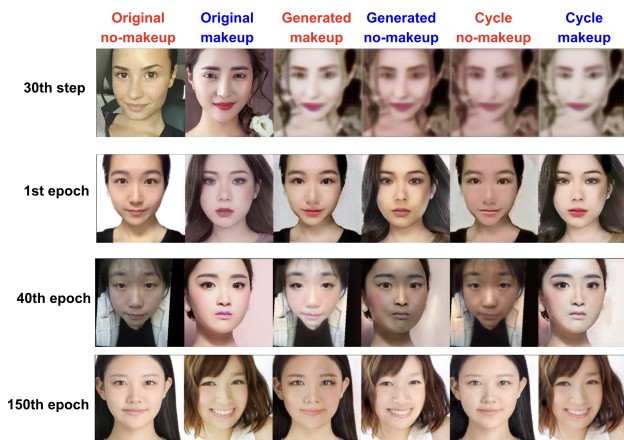 Original Original Generated Generated Cycle Cycle
no-makeup makeup makeup no-makeup no-makeup makeup
30th step
1st epoch
40th epoch
150th epoch